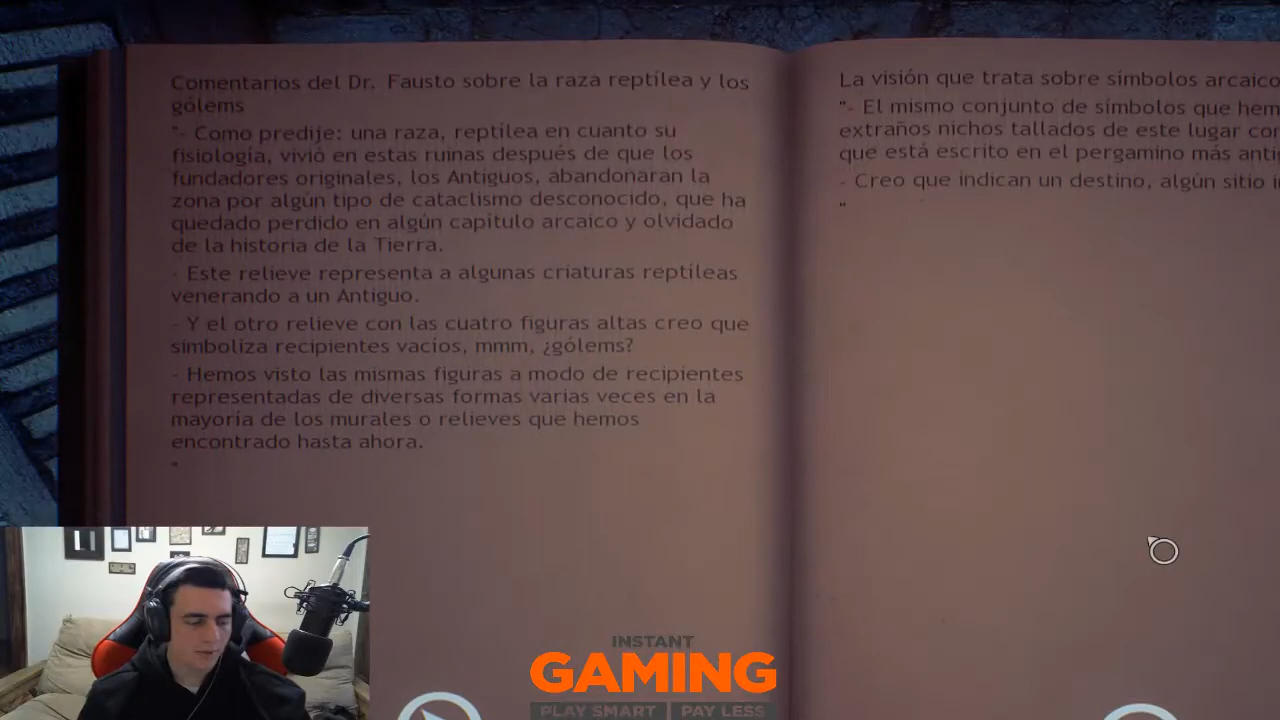 Comentarios del Dr. Fausto sobre la raza reptílea y los
gólems
"- Como predije: una raza, reptílea en cuanto su
fisiología, vivió en estas ruinas después de que los
fundadores originales, los Antiguos, abandonaran la
zona por algún tipo de cataclismo desconocido, que ha
quedado perdido en algún capítulo arcaico y olvidado
de la historia de la Tierra.
- Este relieve representa a algunas criaturas reptíleas
venerando a un Antiguo.
- Y el otro relieve con las cuatro figuras altas creo que
simboliza recipientes vacíos, mmm, ¿gólems?
- Hemos visto las mismas figuras a modo de recipientes
representadas de diversas formas varias veces en la
mayoría de los murales o relieves que hemos
encontrado hasta ahora.
"
La visión que trata sobre símbolos arcaico
"- El mismo conjunto de símbolos que hem
extraños nichos tallados de este lugar con
que está escrito en el pergamino más anti
- Creo que indican un destino, algún sitio
"
INSTANT
GAMING
PLAY SMART PAY LESS